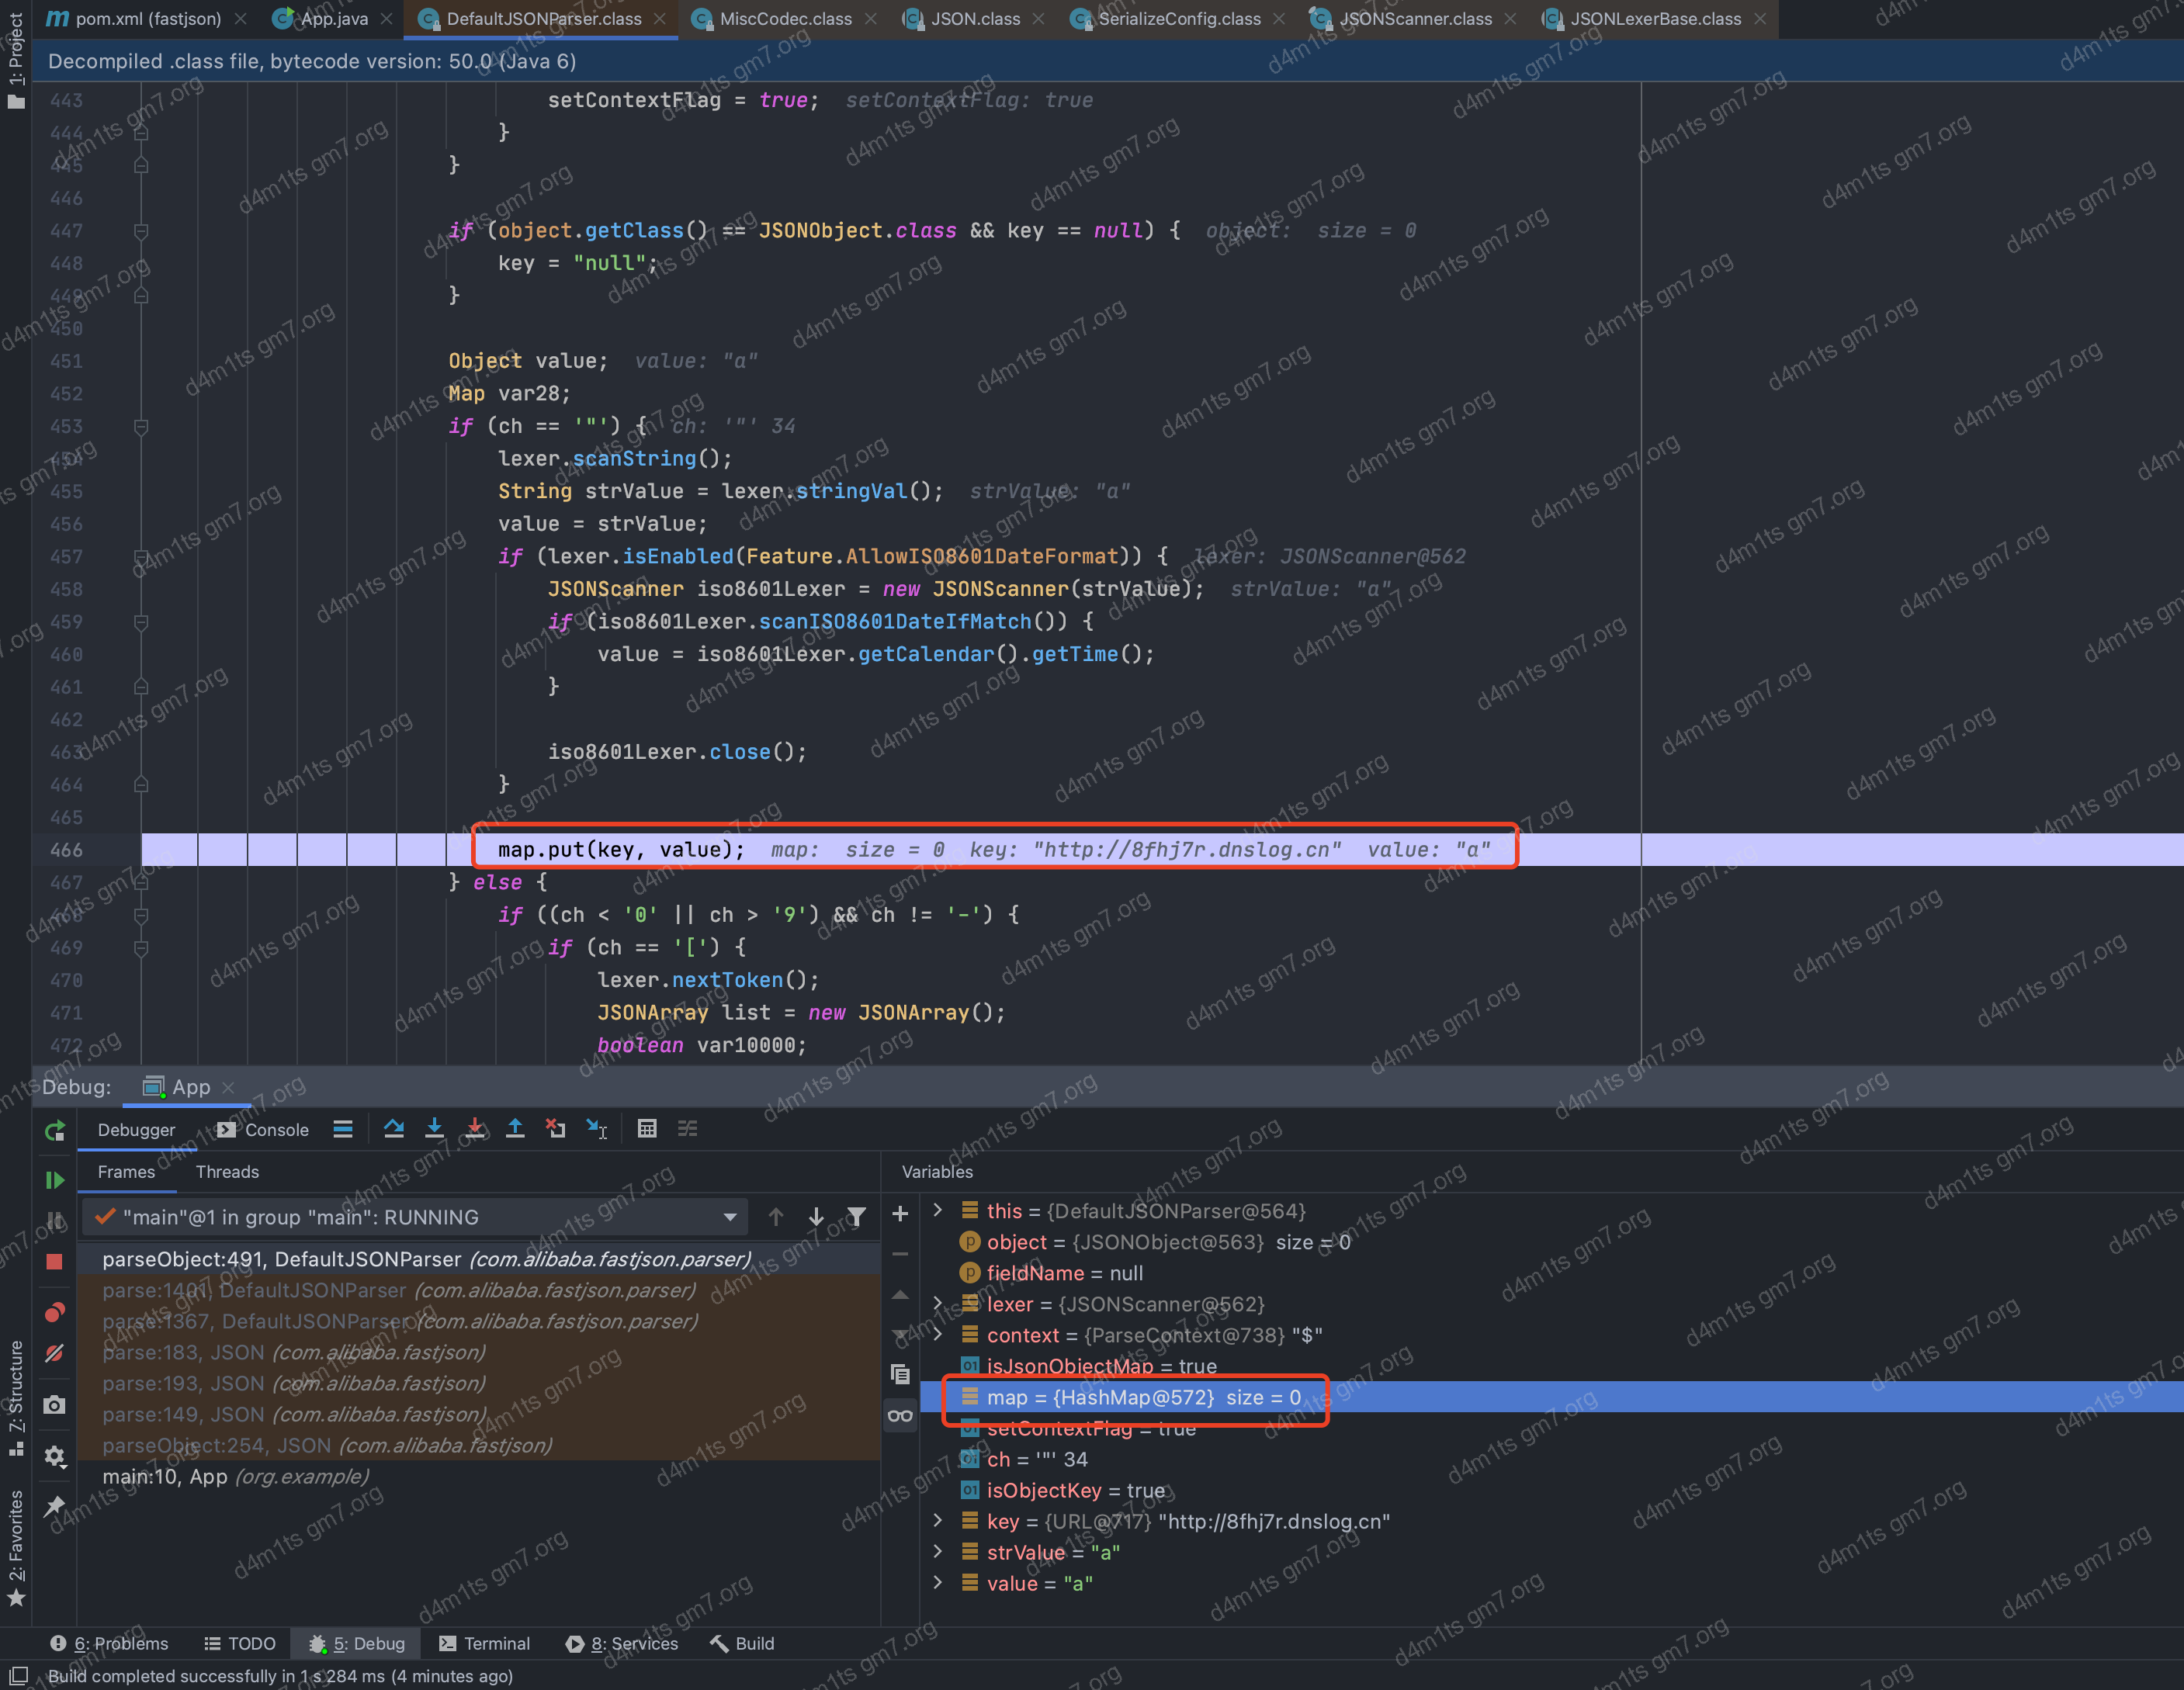 pom.xml (fastjson) App.java DefaultJSONParser.class MiscCodec.class JSON.class SerializeConfig.class JSONScanner.class JSONLexerBase.class
1: Project
Decompiled .class file, bytecode version: 50.0 (Java 6)
443 setContextFlag = true; setContextFlag: true
444 }
445 }
446
447 if (object.getClass() == JSONObject.class && key == null) { object: size = 0
448 key = "null";
449 }
450
451 Object value; value: "a"
452 Map var28;
453 if (ch == '"') { ch: '"' 34
454 lexer.scanString();
455 String strValue = lexer.stringVal(); strValue: "a"
456 value = strValue;
457 if (lexer.isEnabled(Feature.AllowISO8601DateFormat)) { lexer: JSONScanner@562
458 JSONScanner iso8601Lexer = new JSONScanner(strValue); strValue: "a"
459 if (iso8601Lexer.scanISO8601DateIfMatch()) {
460 value = iso8601Lexer.getCalendar().getTime();
461 }
462
463 iso8601Lexer.close();
464 }
465
466 map.put(key, value); map: size = 0 key: "http://8fhj7r.dnslog.cn" value: "a"
467 } else {
468 if ((ch < '0' || ch > '9') && ch != '-') {
469 if (ch == '[') {
470 lexer.nextToken();
471 JSONArray list = new JSONArray();
472 boolean var10000;
Debug: App
Debugger Console
Frames Threads
"main"@1 in group "main": RUNNING
parseObject:491, DefaultJSONParser (com.alibaba.fastjson.parser)
parse:1401, DefaultJSONParser (com.alibaba.fastjson.parser)
parse:1367, DefaultJSONParser (com.alibaba.fastjson.parser)
parse:183, JSON (com.alibaba.fastjson)
parse:193, JSON (com.alibaba.fastjson)
parse:149, JSON (com.alibaba.fastjson)
parseObject:254, JSON (com.alibaba.fastjson)
main:10, App (org.example)
Variables
this = {DefaultJSONParser@564}
object = {JSONObject@563} size = 0
fieldName = null
lexer = {JSONScanner@562}
context = {ParseContext@738} "$"
isJsonObjectMap = true
map = {HashMap@572} size = 0
setContextFlag = true
ch = '"' 34
isObjectKey = true
key = {URL@717} "http://8fhj7r.dnslog.cn"
strValue = "a"
value = "a"
7: Structure
2: Favorites
6: Problems TODO 5: Debug Terminal 8: Services Build
Build completed successfully in 1 s 284 ms (4 minutes ago)
d4m1ts gm7.org